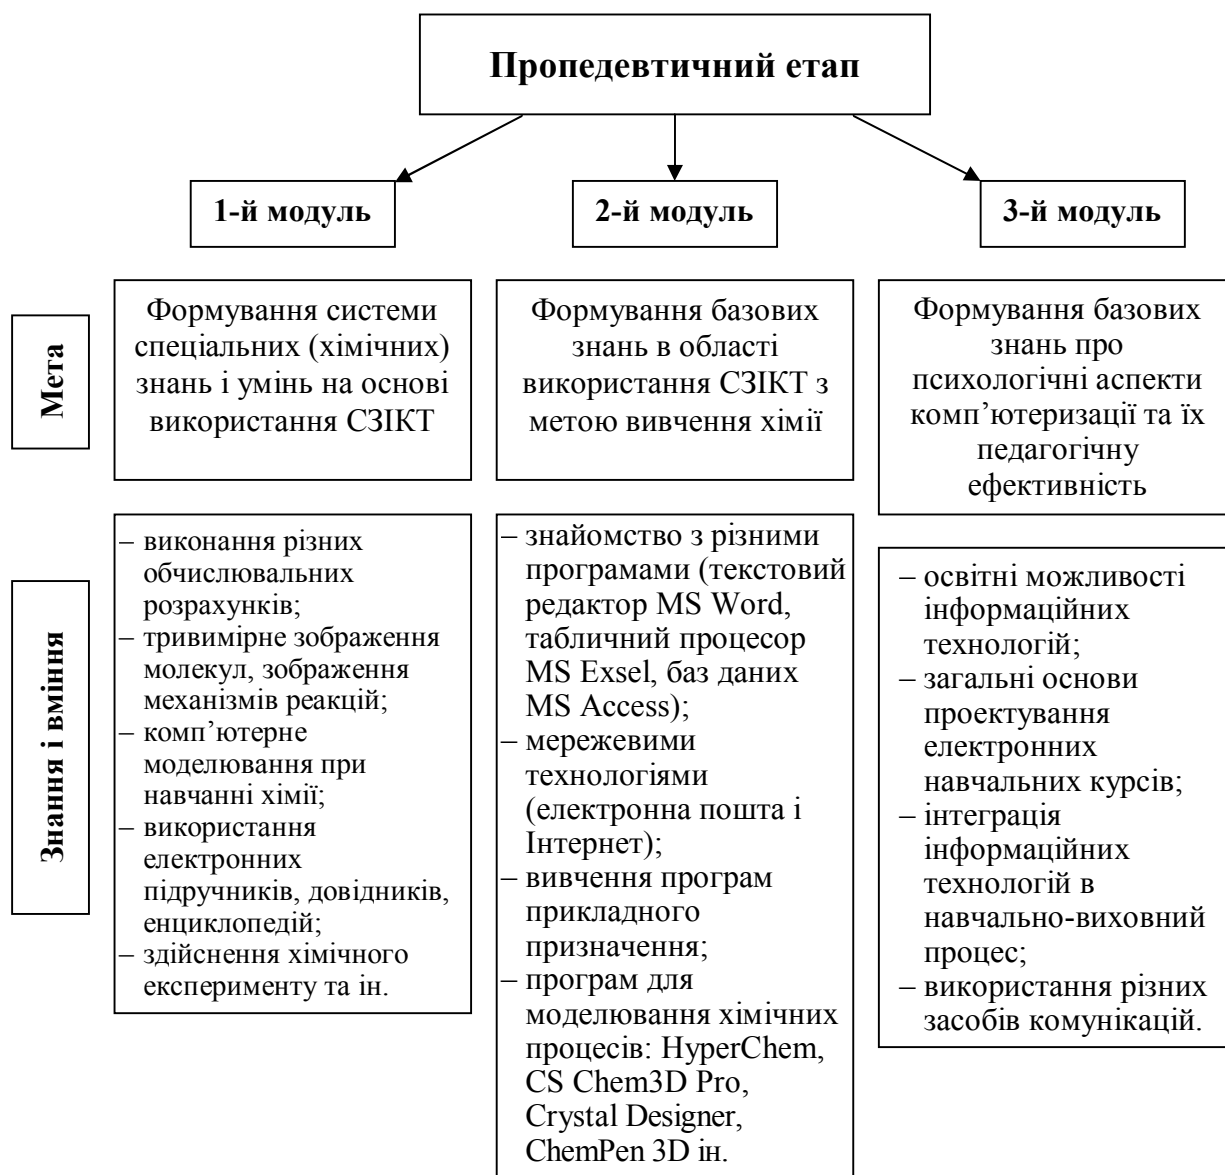 Пропедевтичний етап
1-й модуль
2-й модуль
3-й модуль
Мета
Формування системи
спеціальних (хімічних)
знань і умінь на основі
використання СЗІКТ
Формування базових
знань в області
використання СЗІКТ з
метою вивчення хімії
Формування базових
знань про
психологічні аспекти
комп’ютеризації та їх
педагогічну
ефективність
Знання і вміння
– виконання різних
обчислювальних
розрахунків;
– тривимірне зображення
молекул, зображення
механізмів реакцій;
– комп’ютерне
моделювання при
навчанні хімії;
– використання
електронних
підручників, довідників,
енциклопедій;
– здійснення хімічного
експерименту та ін.
– знайомство з різними
програмами (текстовий
редактор MS Word,
табличний процесор
MS Exsel, баз даних
MS Access);
– мережевими
технологіями
(електронна пошта і
Інтернет);
– вивчення програм
прикладного
призначення;
– програм для
моделювання хімічних
процесів: HyperChem,
CS Chem3D Pro,
Crystal Designer,
ChemPen 3D ін.
– освітні можливості
інформаційних
технологій;
– загальні основи
проектування
електронних
навчальних курсів;
– інтеграція
інформаційних
технологій в
навчально-виховний
процес;
– використання різних
засобів комунікацій.